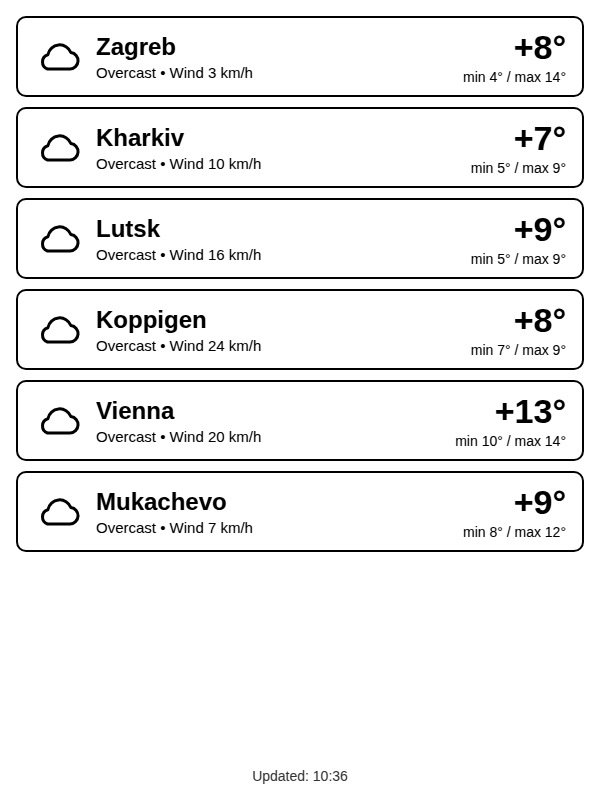 Zagreb
+8°
Overcast • Wind 3 km/h
min 4° / max 14°
Kharkiv
+7°
Overcast • Wind 10 km/h
min 5° / max 9°
Lutsk
+9°
Overcast • Wind 16 km/h
min 5° / max 9°
Koppigen
+8°
Overcast • Wind 24 km/h
min 7° / max 9°
Vienna
+13°
Overcast • Wind 20 km/h
min 10° / max 14°
Mukachevo
+9°
Overcast • Wind 7 km/h
min 8° / max 12°
Updated: 10:36